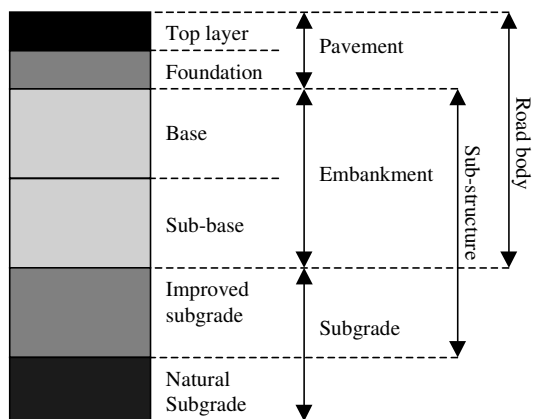 Top layer
Foundation
Base
Sub-base
Improved
subgrade
Natural
Subgrade
Pavement
Embankment
Subgrade
Sub-structure
Road body